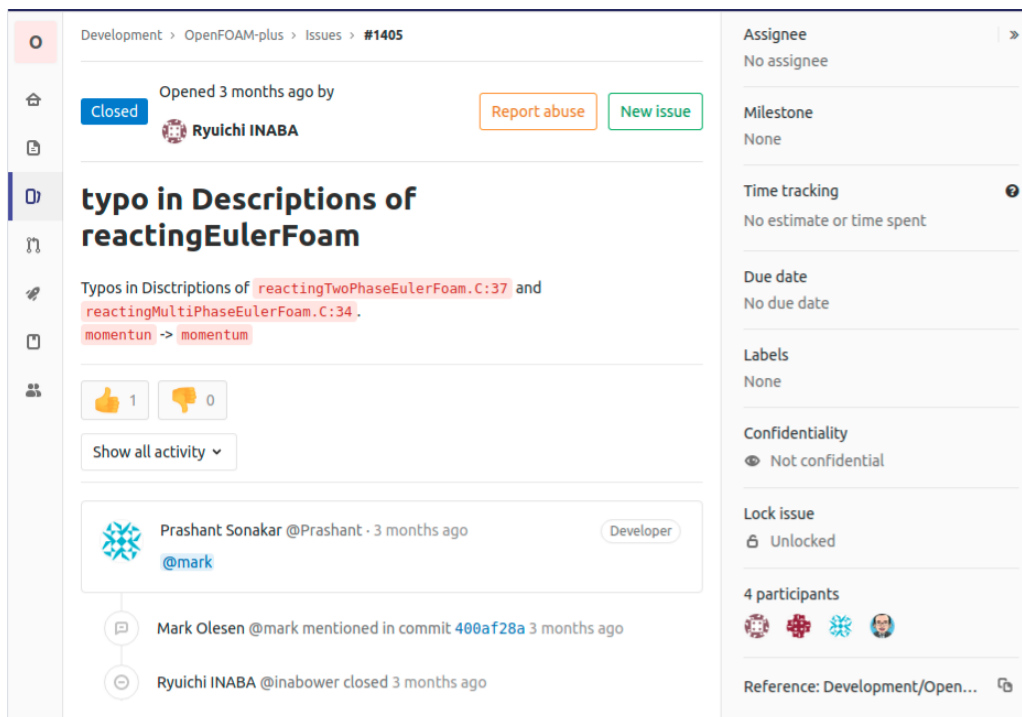 O
Development > OpenFOAM-plus > Issues > #1405
Closed
Opened 3 months ago by
Ryuichi INABA
Report abuse
New issue
typo in Descriptions of
reactingEulerFoam
Typos in Disctriptions of reactingTwoPhaseEulerFoam.C:37 and
reactingMultiPhaseEulerFoam.C:34.
momentun -> momentum
1
0
Show all activity
Prashant Sonakar @Prashant · 3 months ago
Developer
@mark
Mark Olesen @mark mentioned in commit 400af28a 3 months ago
Ryuichi INABA @inabower closed 3 months ago
Assignee
No assignee
Milestone
None
Time tracking
No estimate or time spent
Due date
No due date
Labels
None
Confidentiality
Not confidential
Lock issue
Unlocked
4 participants
Reference: Development/Open...